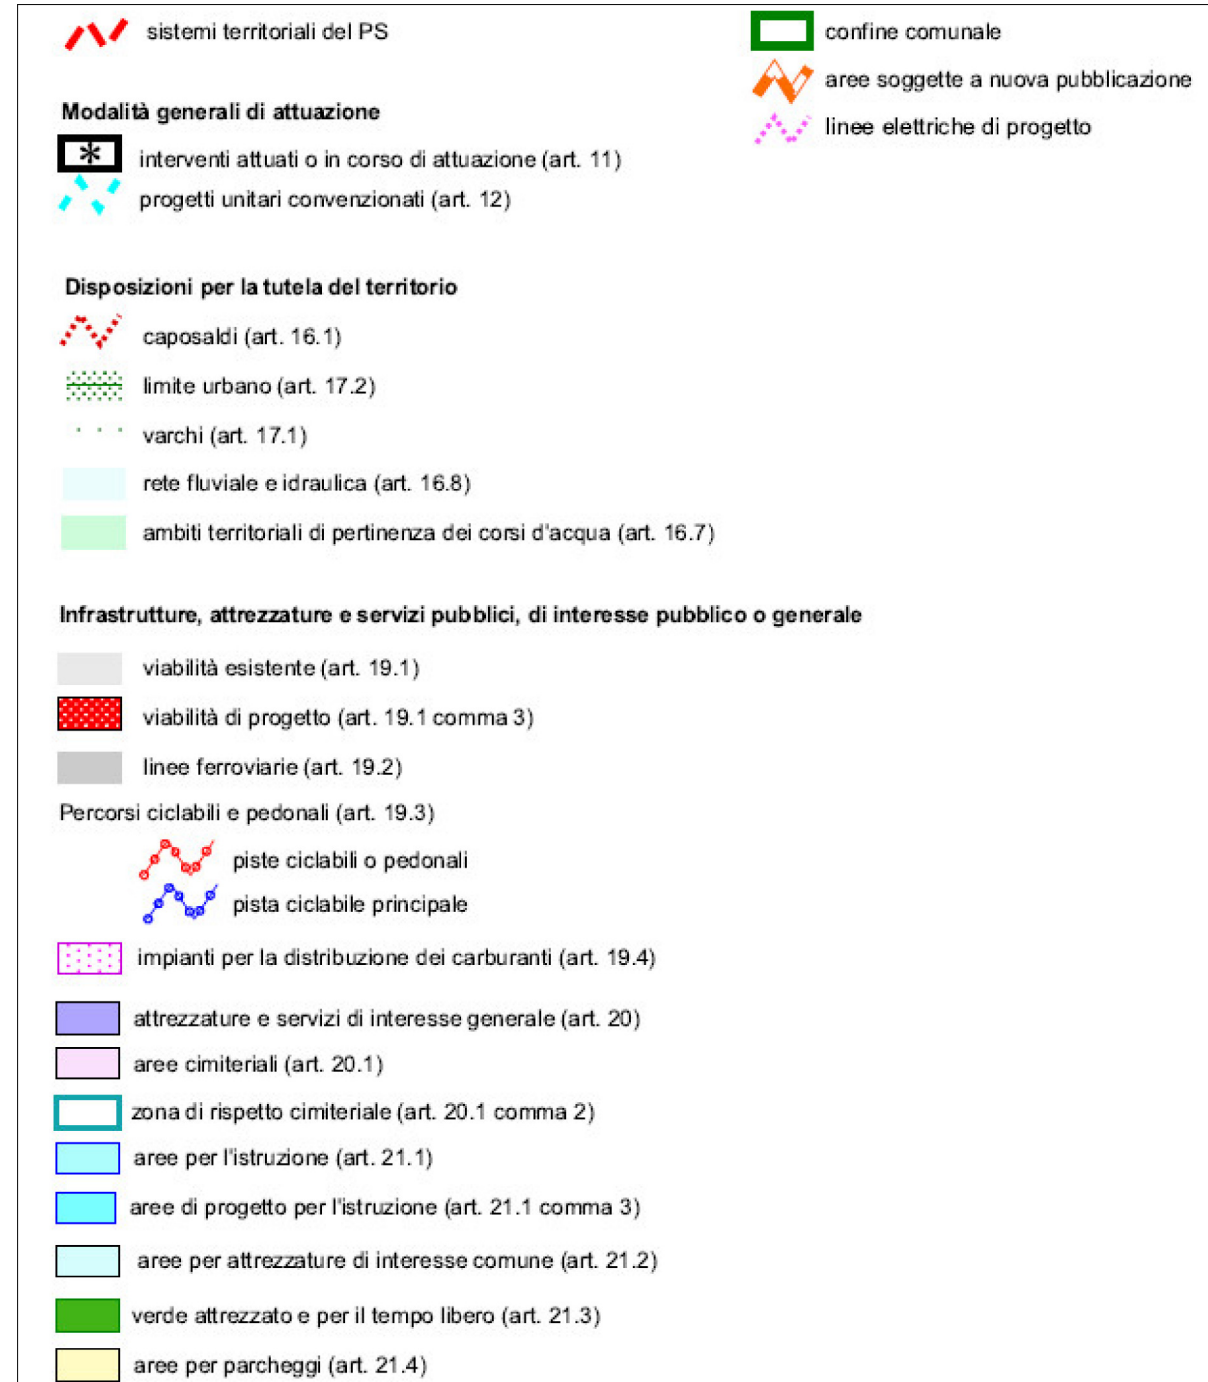 sistemi territoriali del PS
confine comunale
aree soggette a nuova pubblicazione
linee elettriche di progetto
Modalità generali di attuazione
* interventi attuati o in corso di attuazione (art. 11)
progetti unitari convenzionati (art. 12)
Disposizioni per la tutela del territorio
caposaldi (art. 16.1)
limite urbano (art. 17.2)
varchi (art. 17.1)
rete fluviale e idraulica (art. 16.8)
ambiti territoriali di pertinenza dei corsi d'acqua (art. 16.7)
Infrastrutture, attrezzature e servizi pubblici, di interesse pubblico o generale
viabilità esistente (art. 19.1)
viabilità di progetto (art. 19.1 comma 3)
linee ferroviarie (art. 19.2)
Percorsi ciclabili e pedonali (art. 19.3)
piste ciclabili o pedonali
pista ciclabile principale
impianti per la distribuzione dei carburanti (art. 19.4)
attrezzature e servizi di interesse generale (art. 20)
aree cimiteriali (art. 20.1)
zona di rispetto cimiteriale (art. 20.1 comma 2)
aree per l'istruzione (art. 21.1)
aree di progetto per l'istruzione (art. 21.1 comma 3)
aree per attrezzature di interesse comune (art. 21.2)
verde attrezzato e per il tempo libero (art. 21.3)
aree per parcheggi (art. 21.4)